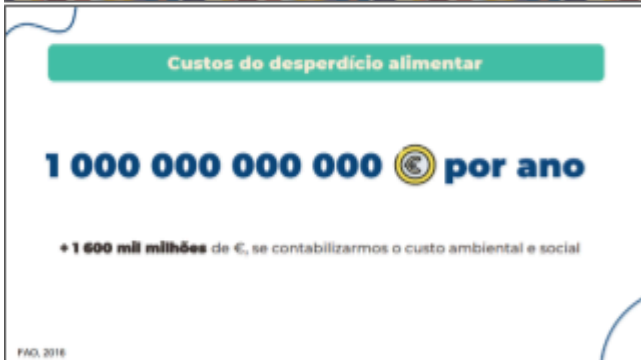 Custos do desperdício alimentar
1 000 000 000 000 € por ano
+ 1 600 mil milhões de €, se contabilizarmos o custo ambiental e social
FAO, 2016